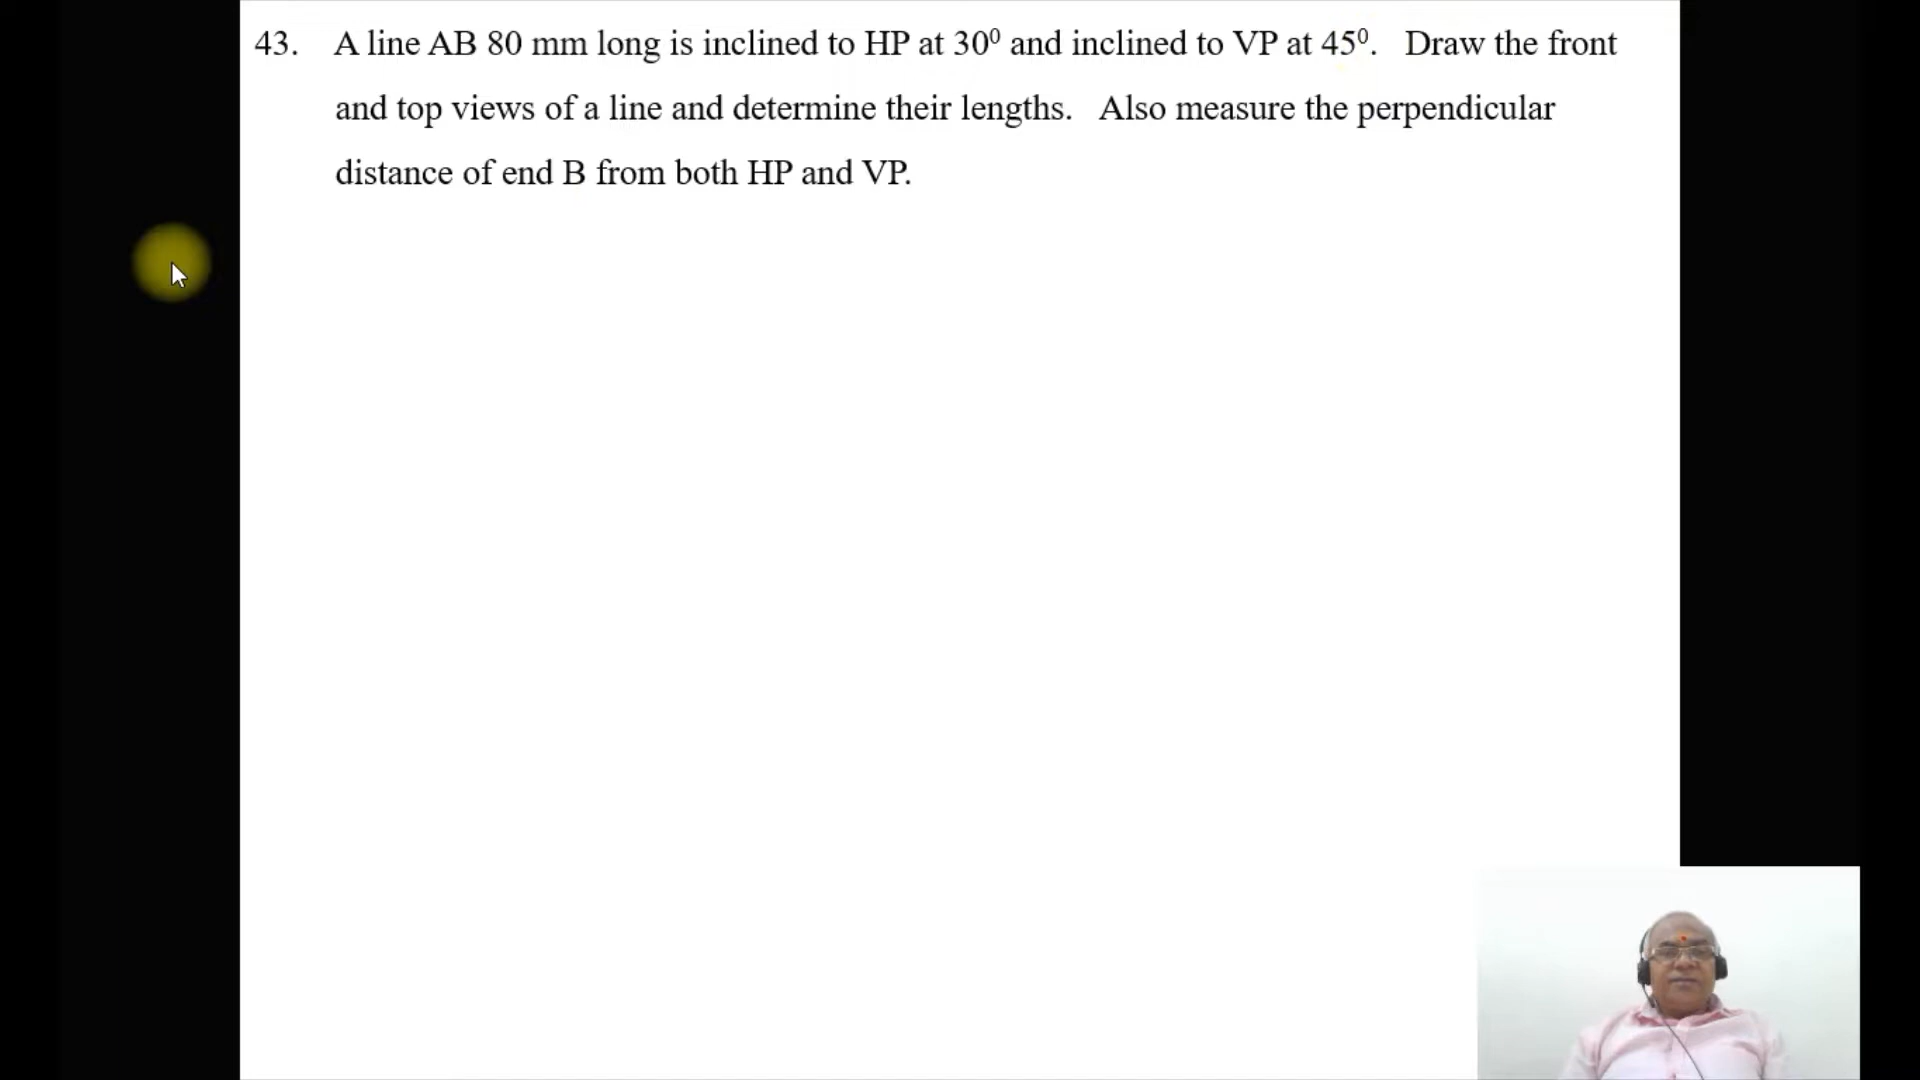 43. A line AB 80 mm long is inclined to HP at 30⁰ and inclined to VP at 45⁰. Draw the front
and top views of a line and determine their lengths. Also measure the perpendicular
distance of end B from both HP and VP.